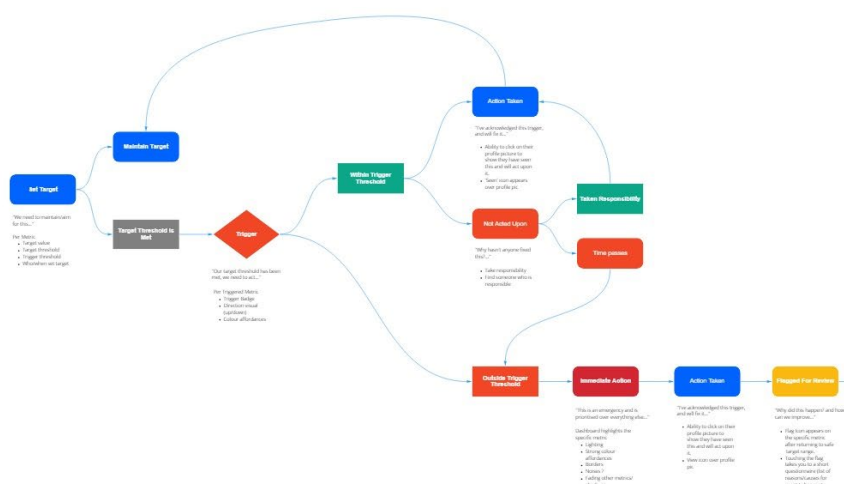 Action Taken
"I've acknowledged this trigger,
and will fix it..."
Ability to click on their
profile picture to
show they have seen
this and will act upon
it.
'Seen' icon appears
over profile pic.
Maintain Target
Within Trigger
Threshold
Set Target
"We need to maintain/aim
for this..."
Per Metric
Target value
Target threshold
Trigger threshold
Who/when set target
Target Threshold Is
Met
Trigger
"Our target threshold has been
met, we need to act..."
Per Triggered Metric
Trigger Badge
Direction visual
(up/down)
Colour affordances
Taken Responsibility
Not Acted Upon
"Why hasn't anyone fixed
this?..."
Take responsibility
Find someone who is
responsible
Time passes
Outside Trigger
Threshold
Immediate Action
"This is an emergency and is
prioritised over everything else..."
Dashboard highlights the
specific metric
Lighting
Strong colour
affordances
Borders
Noises ?
Fading other metrics/
Action Taken
"I've acknowledged this trigger,
and will fix it..."
Ability to click on their
profile picture to
show they have seen
this and will act upon
it.
View icon over profile
pic
Flagged For Review
"Why did this happen? and how
can we improve..."
Flag icon appears on
the specific metric
after returning to safe
target range.
Touching the flag
takes you to a short
questionnaire (list of
reasons/causes for